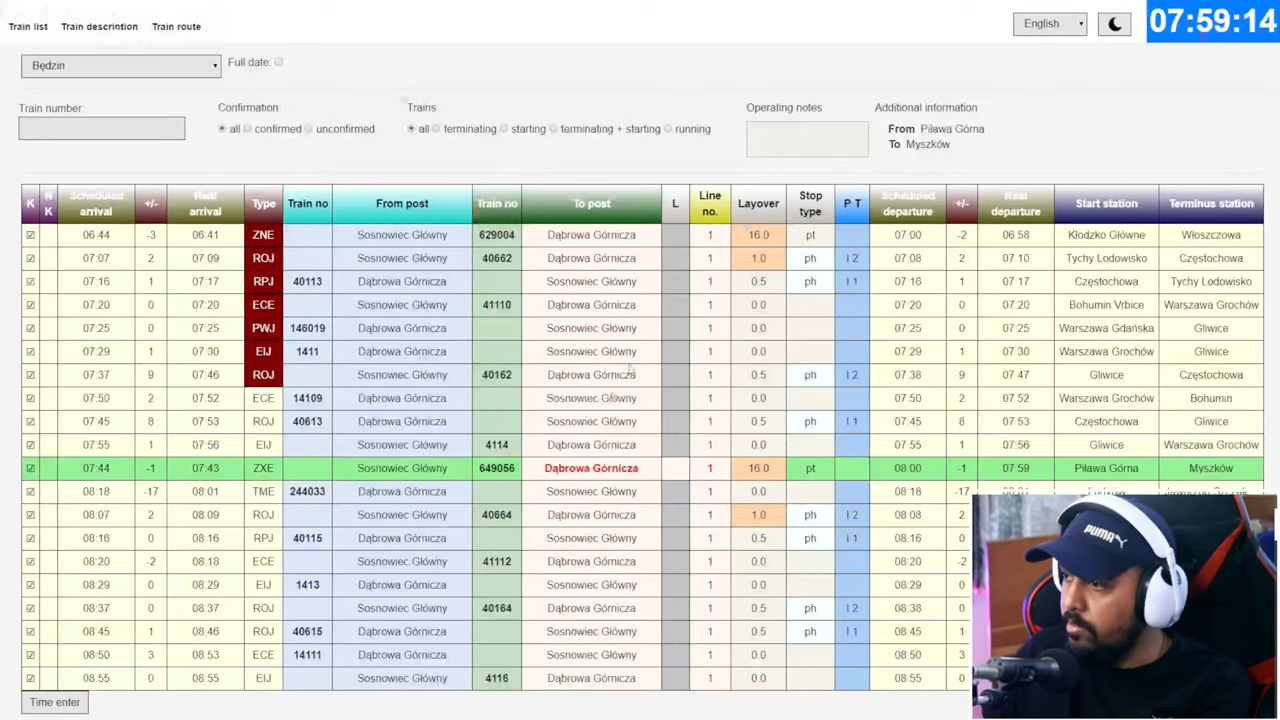 Train list Train description Train route English 07:59:14
Będzin Full date:
Train number: Confirmation: Trains Operating notes Additional information
all confirmed unconfirmed all terminating starting terminating + starting running From Piława Górna
To Myszków
K N K Scheduled arrival +/- Real arrival Type Train no From post Train no To post L Line no. Layover Stop type P T Scheduled departure +/- Real departure Start station Terminus station
06:44 -3 06:41 ZNE Sosnowiec Główny 629004 Dąbrowa Górnicza 1 16.0 pt 07:00 -2 06:58 Kłodzko Główne Włoszczowa
07:07 2 07:09 ROJ Sosnowiec Główny 40662 Dąbrowa Górnicza 1 1.0 ph I 2 07:08 2 07:10 Tychy Lodowisko Częstochowa
07:16 1 07:17 RPJ 40113 Dąbrowa Górnicza Sosnowiec Główny 1 0.5 ph I 1 07:16 1 07:17 Częstochowa Tychy Lodowisko
07:20 0 07:20 ECE Sosnowiec Główny 41110 Dąbrowa Górnicza 1 0.0 07:20 0 07:20 Bohumin Vrbice Warszawa Grochów
07:25 0 07:25 PWJ 146019 Dąbrowa Górnicza Sosnowiec Główny 1 0.0 07:25 0 07:25 Warszawa Gdańska Gliwice
07:29 1 07:30 EIJ 1411 Dąbrowa Górnicza Sosnowiec Główny 1 0.0 07:29 1 07:30 Warszawa Grochów Gliwice
07:37 9 07:46 ROJ Sosnowiec Główny 40162 Dąbrowa Górnicza 1 0.5 ph I 2 07:38 9 07:47 Gliwice Częstochowa
07:50 2 07:52 ECE 14109 Dąbrowa Górnicza Sosnowiec Główny 1 0.0 07:50 2 07:52 Warszawa Grochów Bohumin
07:45 8 07:53 ROJ 40613 Dąbrowa Górnicza Sosnowiec Główny 1 0.5 ph I 1 07:45 8 07:53 Częstochowa Gliwice
07:55 1 07:56 EIJ Sosnowiec Główny 4114 Dąbrowa Górnicza 1 0.0 07:55 1 07:56 Gliwice Warszawa Grochów
07:44 -1 07:43 ZXE Sosnowiec Główny 649056 Dąbrowa Górnicza 1 16.0 pt 08:00 -1 07:59 Piława Górna Myszków
08:18 -17 08:01 TME 244033 Dąbrowa Górnicza Sosnowiec Główny 1 0.0 08:18 -17
08:07 2 08:09 ROJ Sosnowiec Główny 40664 Dąbrowa Górnicza 1 1.0 ph I 2 08:08 2
08:16 0 08:16 RPJ 40115 Dąbrowa Górnicza Sosnowiec Główny 1 0.5 ph I 1 08:16 0
08:20 -2 08:18 ECE Sosnowiec Główny 41112 Dąbrowa Górnicza 1 0.0 08:20 -2
08:29 0 08:29 EIJ 1413 Dąbrowa Górnicza Sosnowiec Główny 1 0.0 08:29 0
08:37 0 08:37 ROJ Sosnowiec Główny 40164 Dąbrowa Górnicza 1 0.5 ph I 2 08:38 0
08:45 1 08:46 ROJ 40615 Dąbrowa Górnicza Sosnowiec Główny 1 0.5 ph I 1 08:45 1
08:50 3 08:53 ECE 14111 Dąbrowa Górnicza Sosnowiec Główny 1 0.0 08:50 3
08:55 0 08:55 EIJ Sosnowiec Główny 4116 Dąbrowa Górnicza 1 0.0 08:55 0
Time enter
PUMA